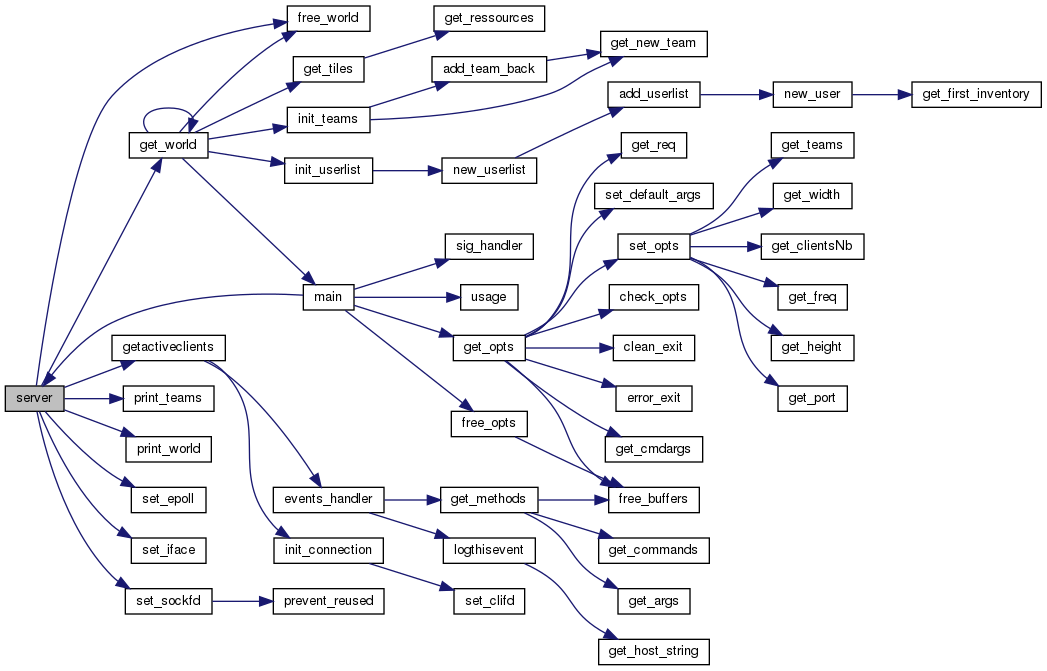 free_world
get_ressources
get_new_team
get_tiles
add_team_back
add_userlist
new_user
get_first_inventory
init_teams
get_world
get_req
get_teams
init_userlist
new_userlist
set_default_args
get_width
sig_handler
set_opts
get_clientsNb
main
usage
check_opts
get_freq
getactiveclients
get_opts
clean_exit
get_height
server
print_teams
error_exit
get_port
free_opts
print_world
get_cmdargs
set_epoll
events_handler
get_methods
free_buffers
set_iface
init_connection
logthisevent
get_commands
set_sockfd
prevent_reused
set_clifd
get_args
get_host_string